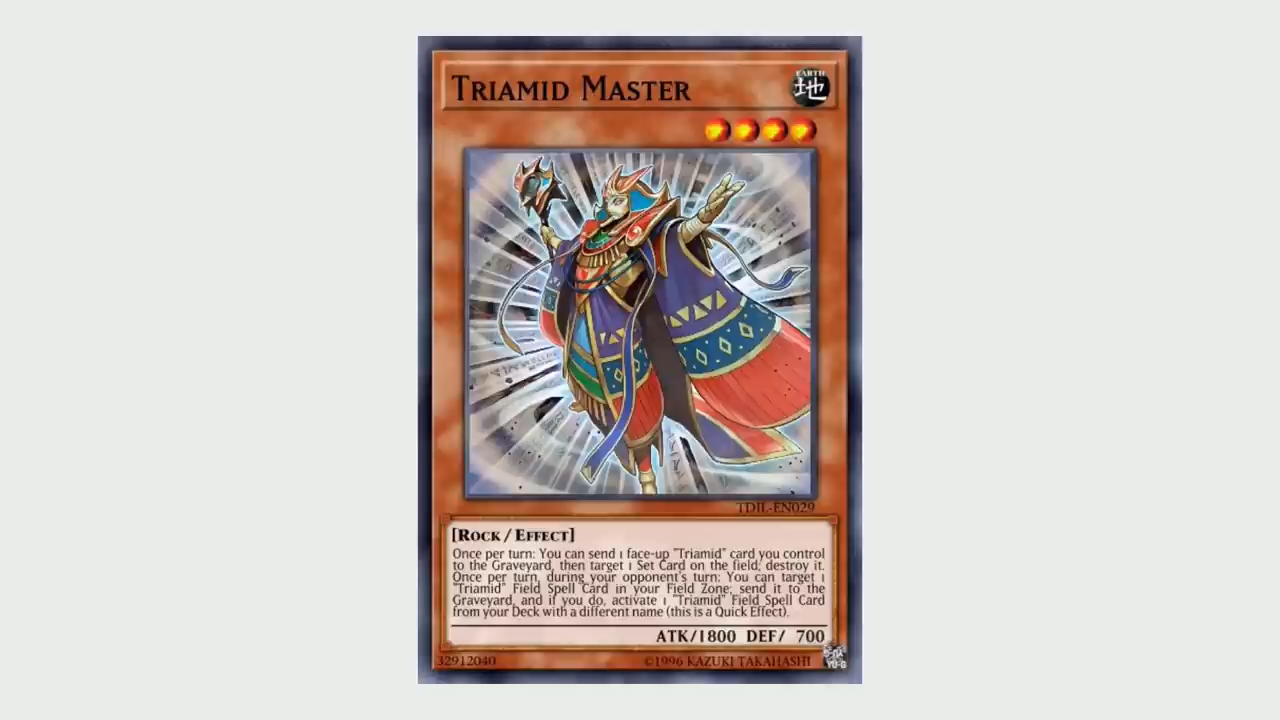 TRIAMID MASTER
EARTH
地
TDIL-EN029
[ROCK / EFFECT]
Once per turn: You can send 1 face-up "Triamid" card you control
to the Graveyard, then target 1 Set Card on the field; destroy it.
Once per turn, during your opponent's turn: You can target 1
"Triamid" Field Spell Card in your Field Zone; send it to the
Graveyard, and if you do, activate 1 "Triamid" Field Spell Card
from your Deck with a different name (this is a Quick Effect).
ATK/1800 DEF/ 700
32912040
©1996 KAZUKI TAKAHASHI